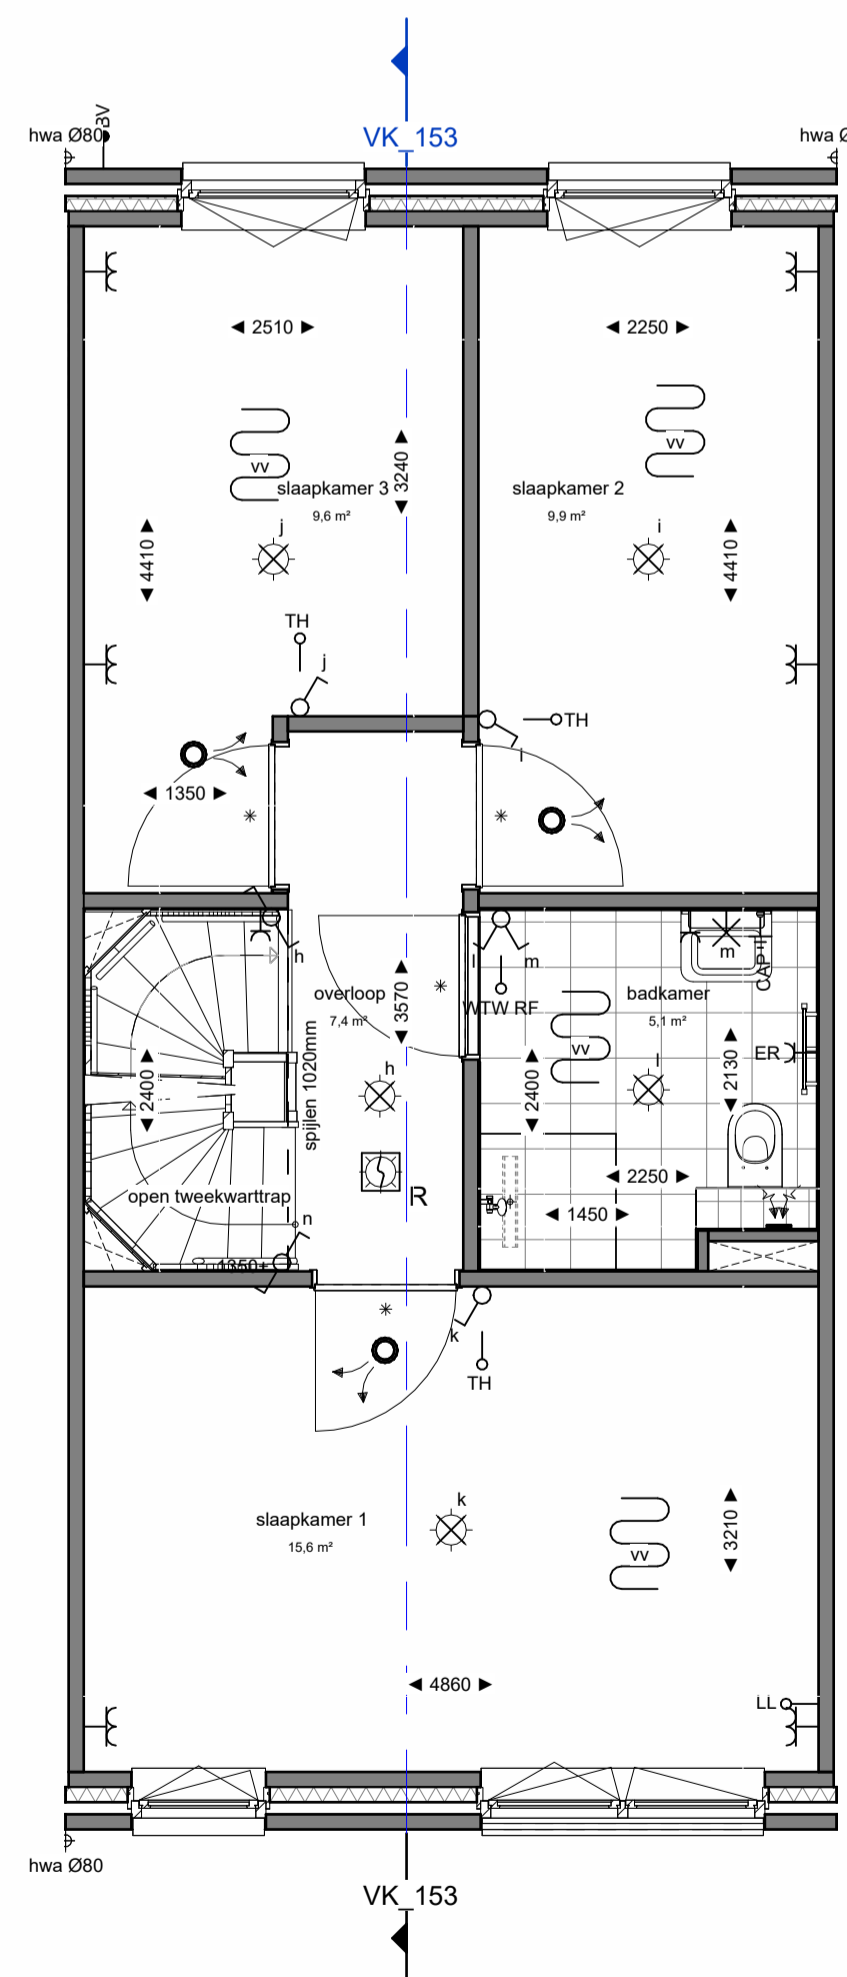 BV
hwa Ø80
VK_153
hwa Ø
2510
2250
vv
vv
3240
slaapkamer 3
9,6 m²
slaapkamer 2
9,9 m²
j
i
4410
4410
TH
j
TH
i
1350
h
l
m
m
CAP-II
WTW RF
overloop
7,4 m²
3570
badkamer
5,1 m²
vv
ER
l
h
2400
2400
2130
spijlen 1020mm
2250
1450
open tweekwarttrap
R
n
1350+
k
TH
slaapkamer 1
15,6 m²
k
vv
3210
4860
LL
hwa Ø80
VK_153